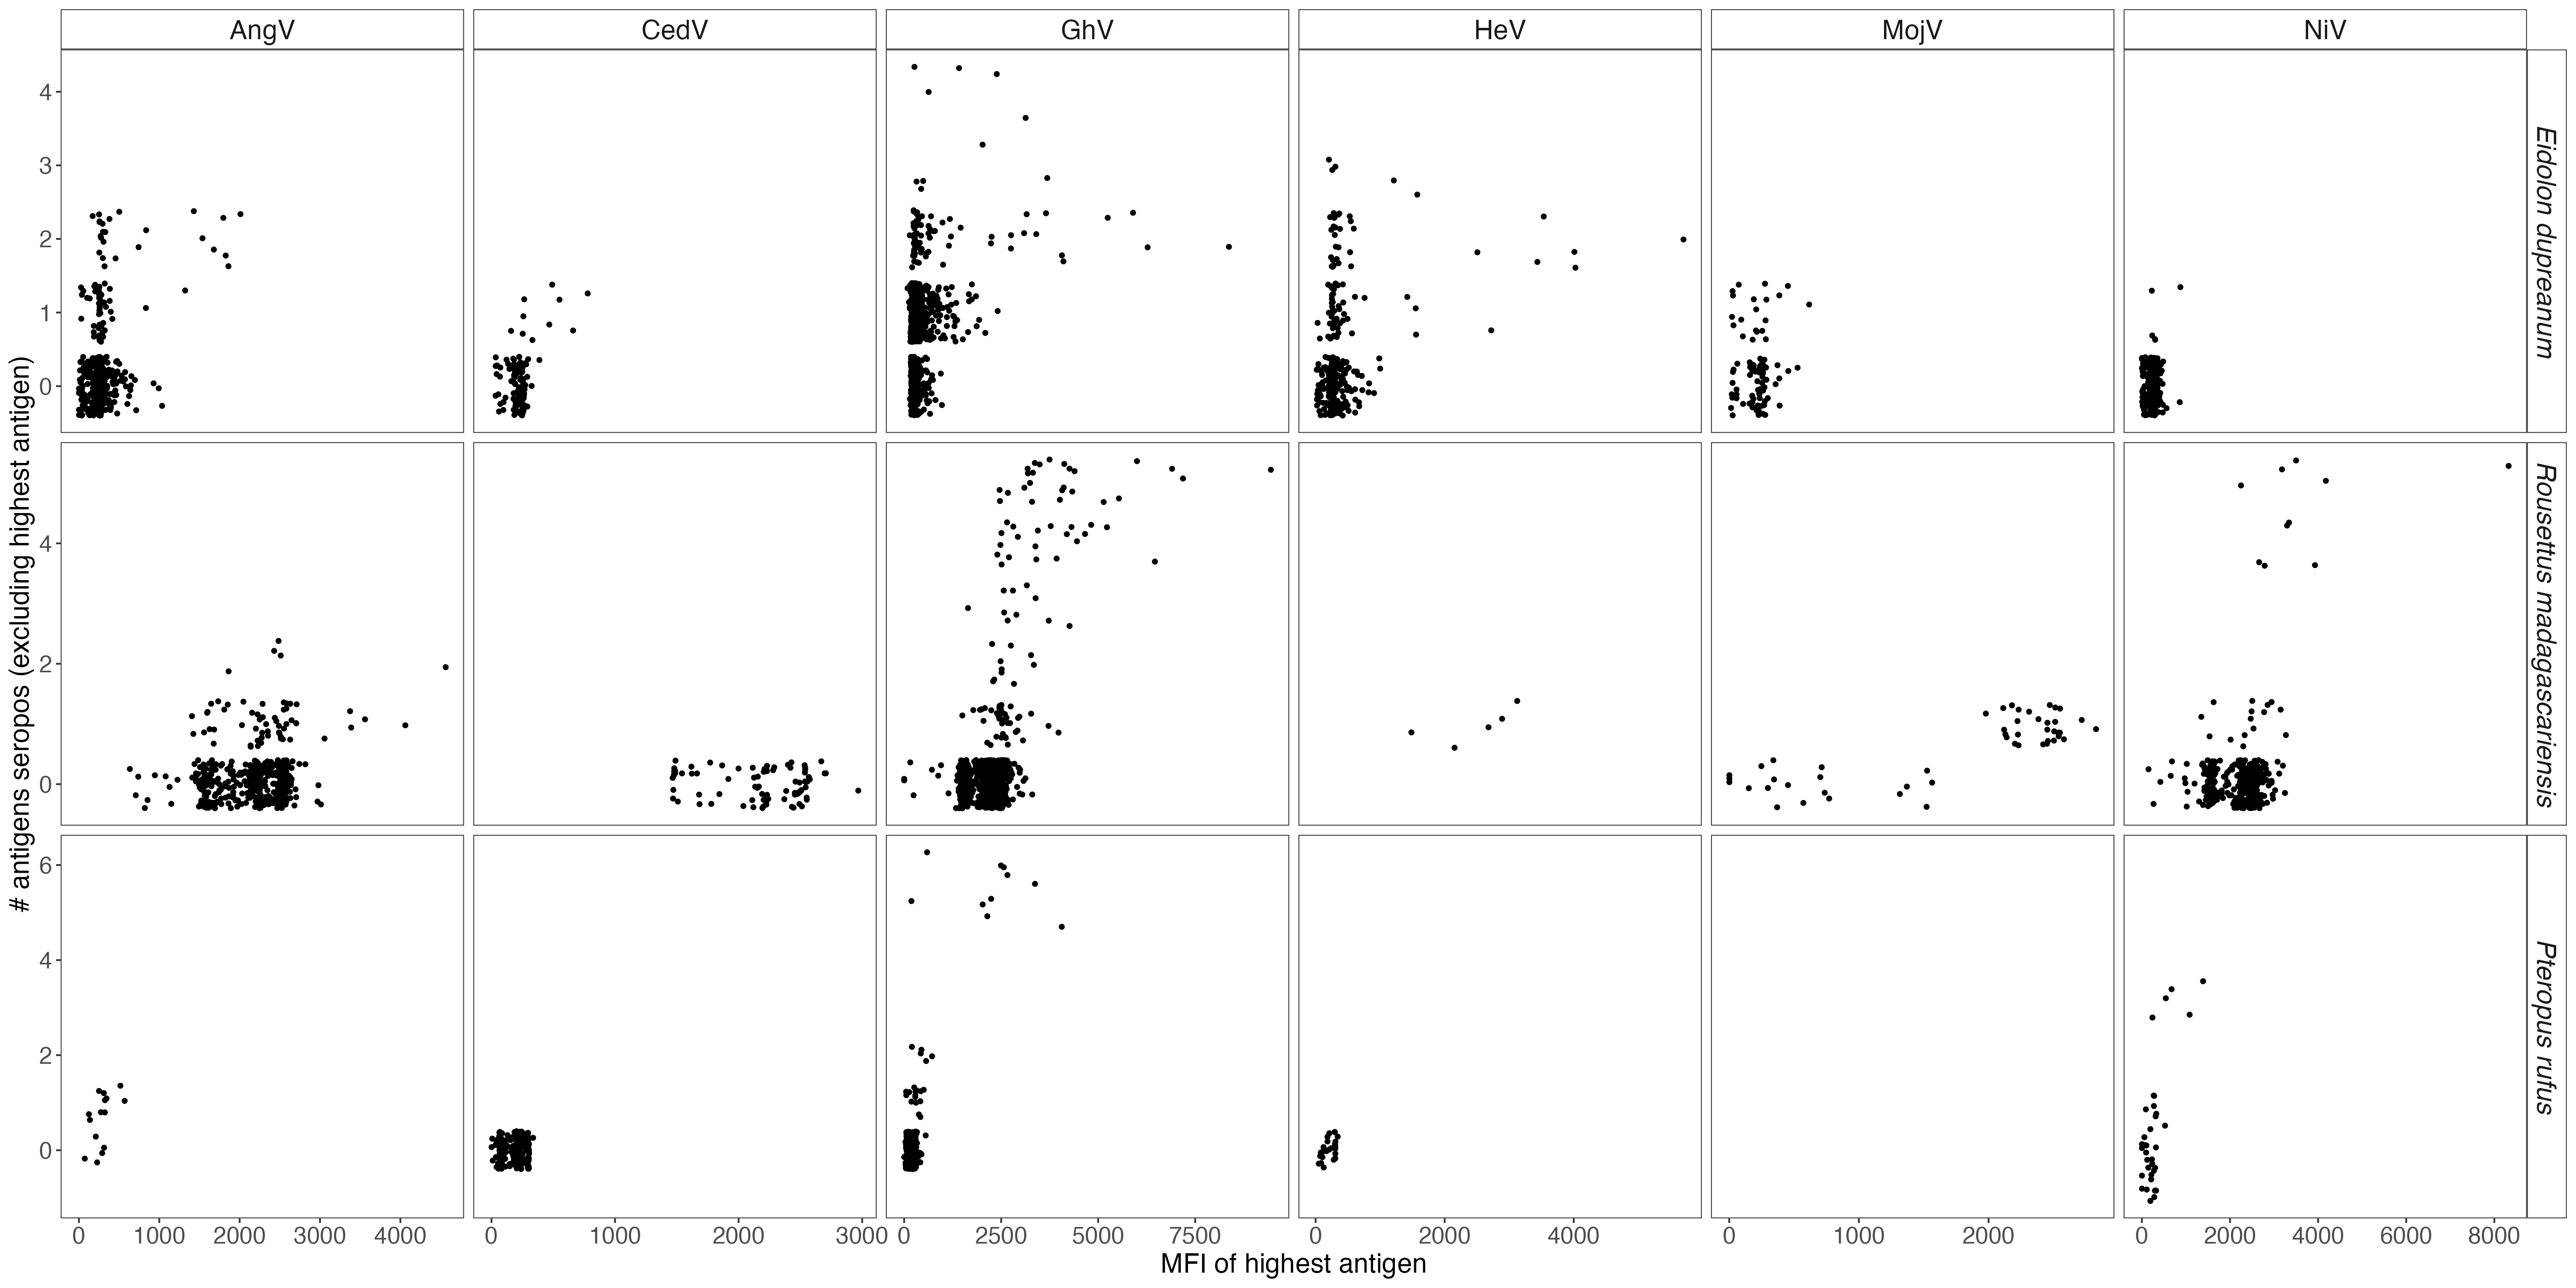 AngV CedV GhV HeV MojV NiV
# antigens seropos (excluding highest antigen)
4
3
2
1
0
Eidolon dupreanum
4
2
0
Rousettus madagascariensis
6
4
2
0
Pteropus rufus
0 1000 2000 3000 4000 0 1000 2000 3000 0 2500 5000 7500 0 2000 4000 0 1000 2000 0 2000 4000 6000 8000
MFI of highest antigen